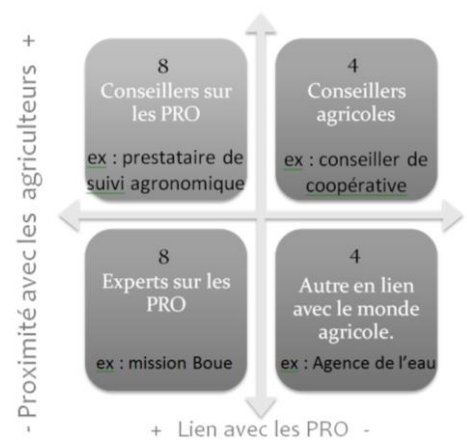 - Proximité avec les agriculteurs +
8
Conseillers sur
les PRO
ex : prestataire de
suivi agronomique
4
Conseillers
agricoles
ex : conseiller de
coopérative
8
Experts sur les
PRO
ex : mission Boue
4
Autre en lien
avec le monde
agricole.
ex : Agence de l'eau
+ Lien avec les PRO -